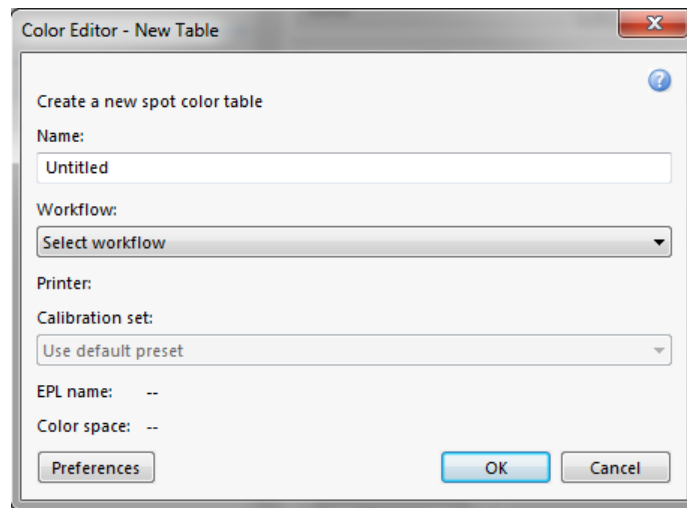 Color Editor - New Table
Create a new spot color table
Name:
Untitled
Workflow:
Select workflow
Printer:
Calibration set:
Use default preset
EPL name: --
Color space: --
Preferences OK Cancel